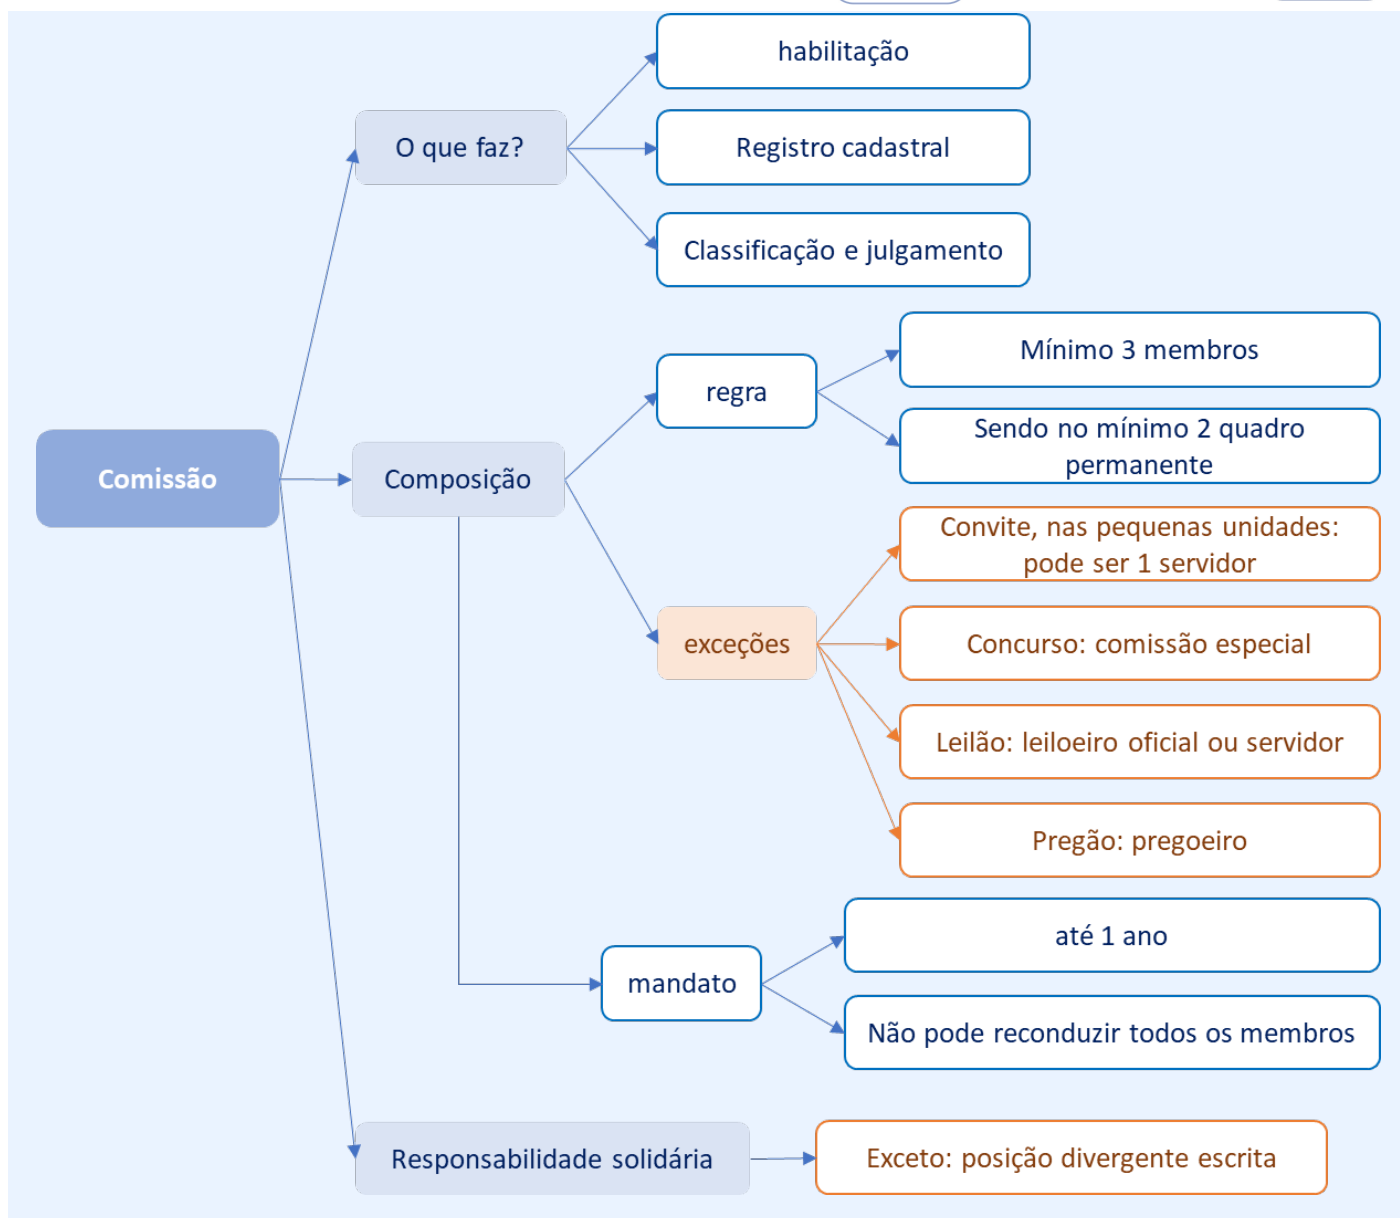 Comissão
O que faz?
habilitação
Registro cadastral
Classificação e julgamento
Composição
regra
Mínimo 3 membros
Sendo no mínimo 2 quadro
permanente
exceções
Convite, nas pequenas unidades:
pode ser 1 servidor
Concurso: comissão especial
Leilão: leiloeiro oficial ou servidor
Pregão: pregoeiro
mandato
até 1 ano
Não pode reconduzir todos os membros
Responsabilidade solidária
Exceto: posição divergente escrita